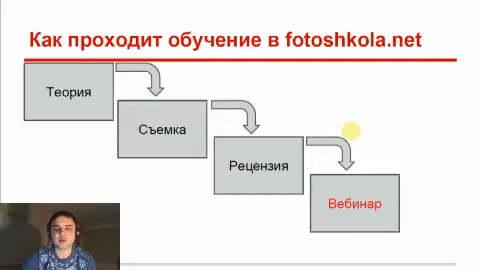 Как проходит обучение в fotoshkola.net
Теория
Съемка
Рецензия
Вебинар